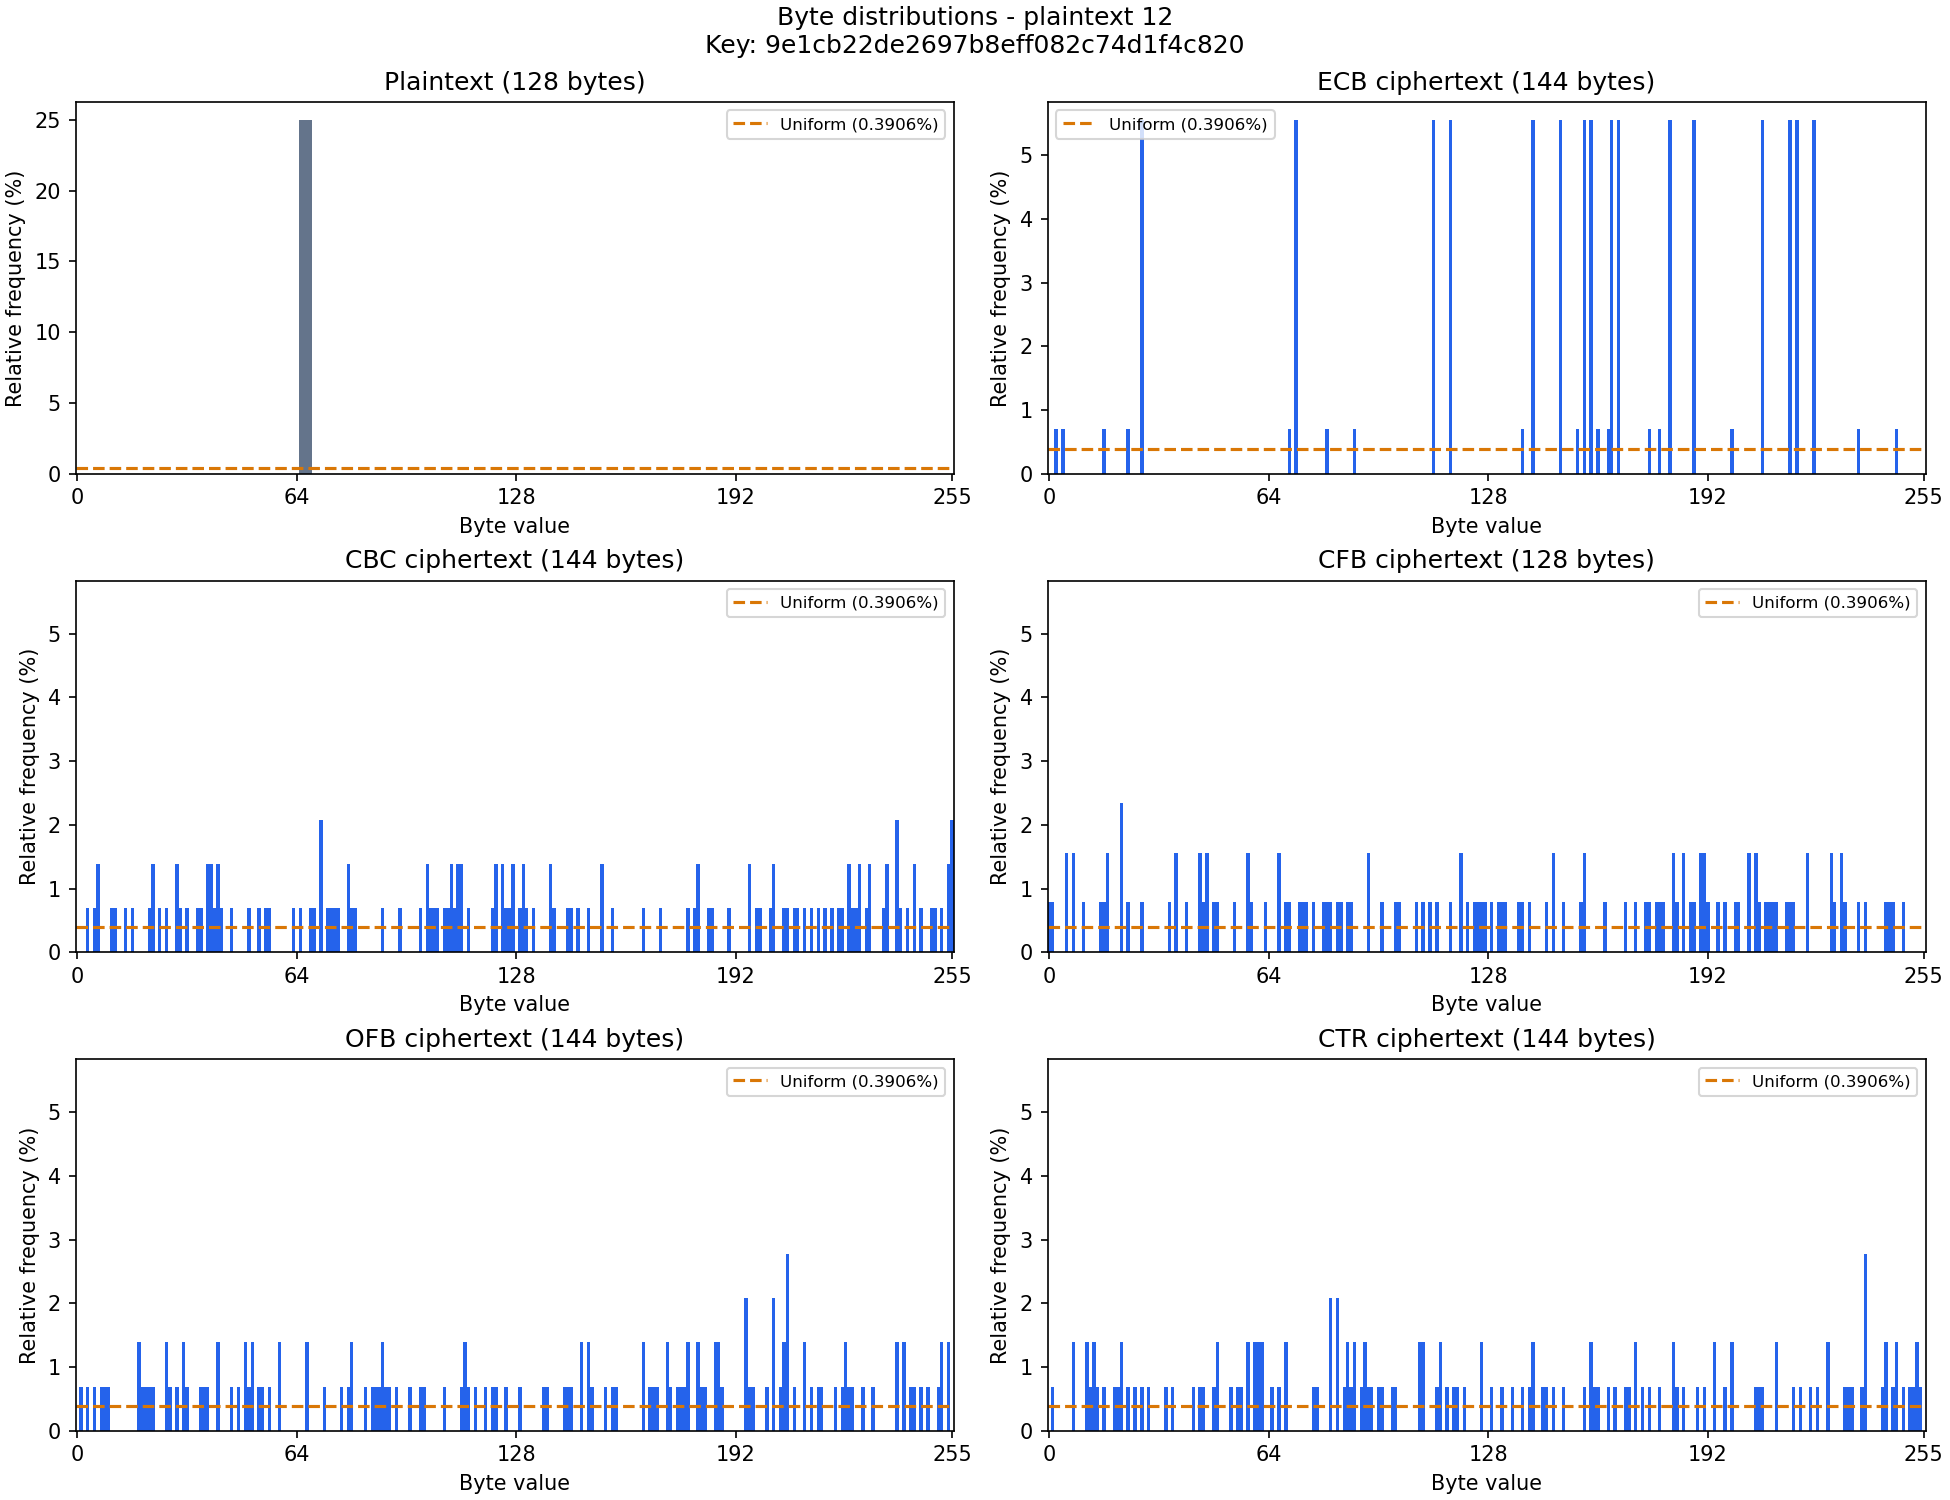 Byte distributions - plaintext 12
Key: 9e1cb22de2697b8eff082c74d1f4c820
Plaintext (128 bytes)
Relative frequency (%)
25
20
15
10
5
0
Uniform (0.3906%)
0 64 128 192 255
Byte value
ECB ciphertext (144 bytes)
Relative frequency (%)
5
4
3
2
1
0
Uniform (0.3906%)
0 64 128 192 255
Byte value
CBC ciphertext (144 bytes)
Relative frequency (%)
5
4
3
2
1
0
Uniform (0.3906%)
0 64 128 192 255
Byte value
CFB ciphertext (128 bytes)
Relative frequency (%)
5
4
3
2
1
0
Uniform (0.3906%)
0 64 128 192 255
Byte value
OFB ciphertext (144 bytes)
Relative frequency (%)
5
4
3
2
1
0
Uniform (0.3906%)
0 64 128 192 255
Byte value
CTR ciphertext (144 bytes)
Relative frequency (%)
5
4
3
2
1
0
Uniform (0.3906%)
0 64 128 192 255
Byte value